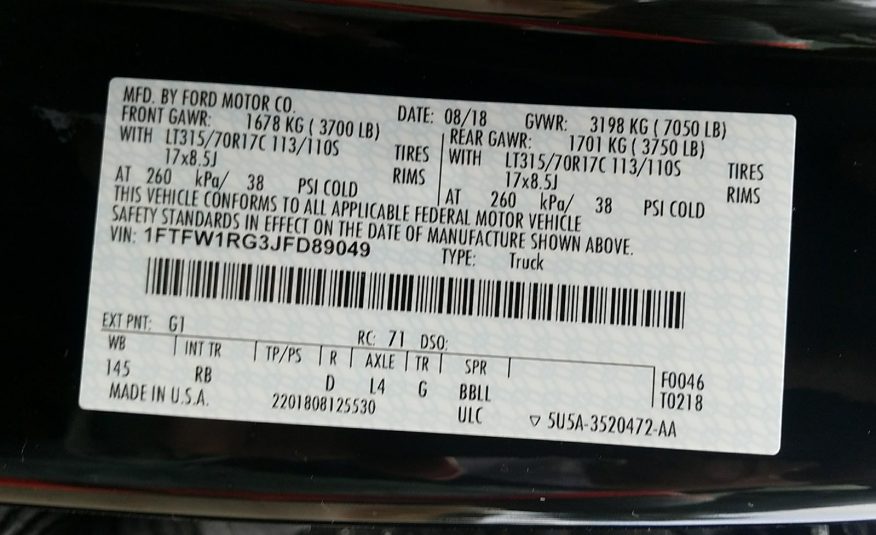 MFD. BY FORD MOTOR CO.
DATE: 08/18 GVWR: 3198 KG ( 7050 LB)
FRONT GAWR: 1678 KG ( 3700 LB)
WITH LT315/70R17C 113/110S TIRES
17x8.5J RIMS
AT 260 kPa/ 38 PSI COLD
REAR GAWR: 1701 KG ( 3750 LB)
WITH LT315/70R17C 113/110S TIRES
17x8.5J RIMS
AT 260 kPa/ 38 PSI COLD
THIS VEHICLE CONFORMS TO ALL APPLICABLE FEDERAL MOTOR VEHICLE
SAFETY STANDARDS IN EFFECT ON THE DATE OF MANUFACTURE SHOWN ABOVE.
VIN: 1FTFW1RG3JFD89049
TYPE: Truck
EXT PNT: G1 RC: 71 DSO:
WB INT TR TP/PS R AXLE TR SPR
145 RB D L4 G BBLL
F0046
T0218
MADE IN U.S.A. 2201808125530 ULC ▽ 5U5A-3520472-AA